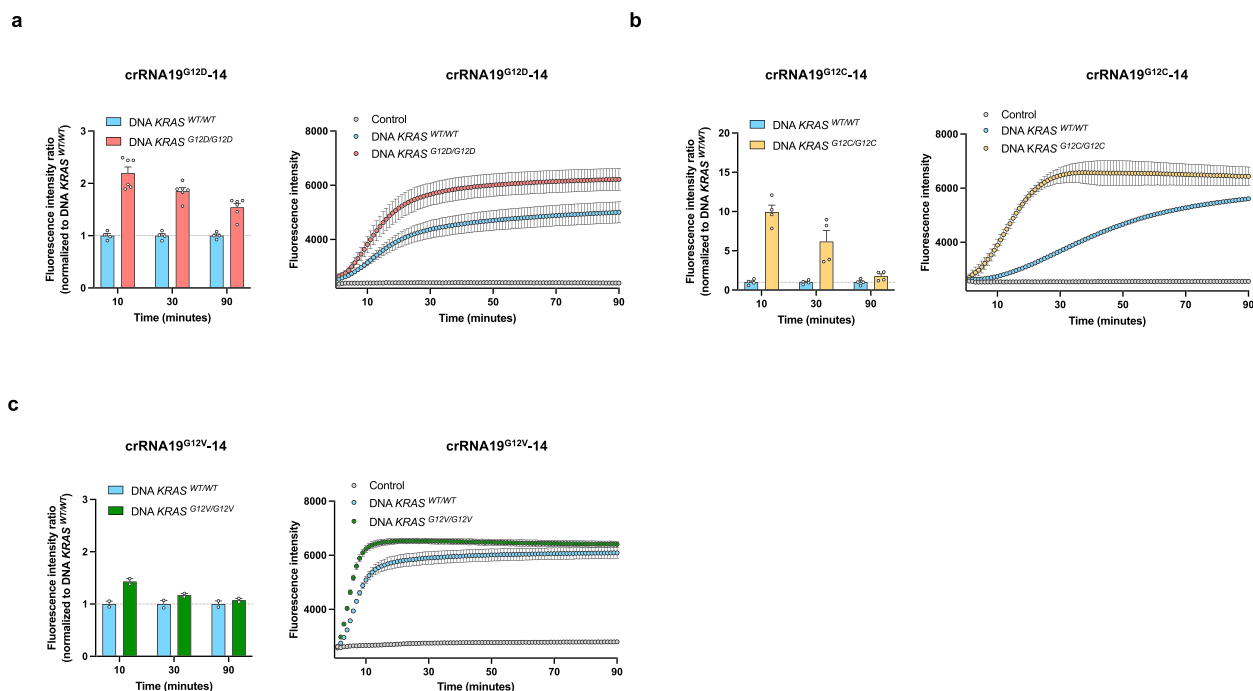 a
crRNA19G12D-14
DNA KRAS WT/WT
DNA KRAS G12D/G12D
Fluorescence intensity ratio
(normalized to DNA KRAS WT/WT)
3
2
1
0
10 30 90
Time (minutes)
crRNA19G12D-14
Control
DNA KRAS WT/WT
DNA KRAS G12D/G12D
Fluorescence intensity
8000
6000
4000
10 30 50 70 90
Time (minutes)
b
crRNA19G12C-14
DNA KRAS WT/WT
DNA KRAS G12C/G12C
Fluorescence intensity ratio
(normalized to DNA KRAS WT/WT)
20
15
10
5
0
10 30 90
Time (minutes)
crRNA19G12C-14
Control
DNA KRAS WT/WT
DNA KRAS G12C/G12C
Fluorescence intensity
8000
6000
4000
10 30 50 70 90
Time (minutes)
c
crRNA19G12V-14
DNA KRAS WT/WT
DNA KRAS G12V/G12V
Fluorescence intensity ratio
(normalized to DNA KRAS WT/WT)
3
2
1
0
10 30 90
Time (minutes)
crRNA19G12V-14
Control
DNA KRAS WT/WT
DNA KRAS G12V/G12V
Fluorescence intensity
8000
6000
4000
10 30 50 70 90
Time (minutes)